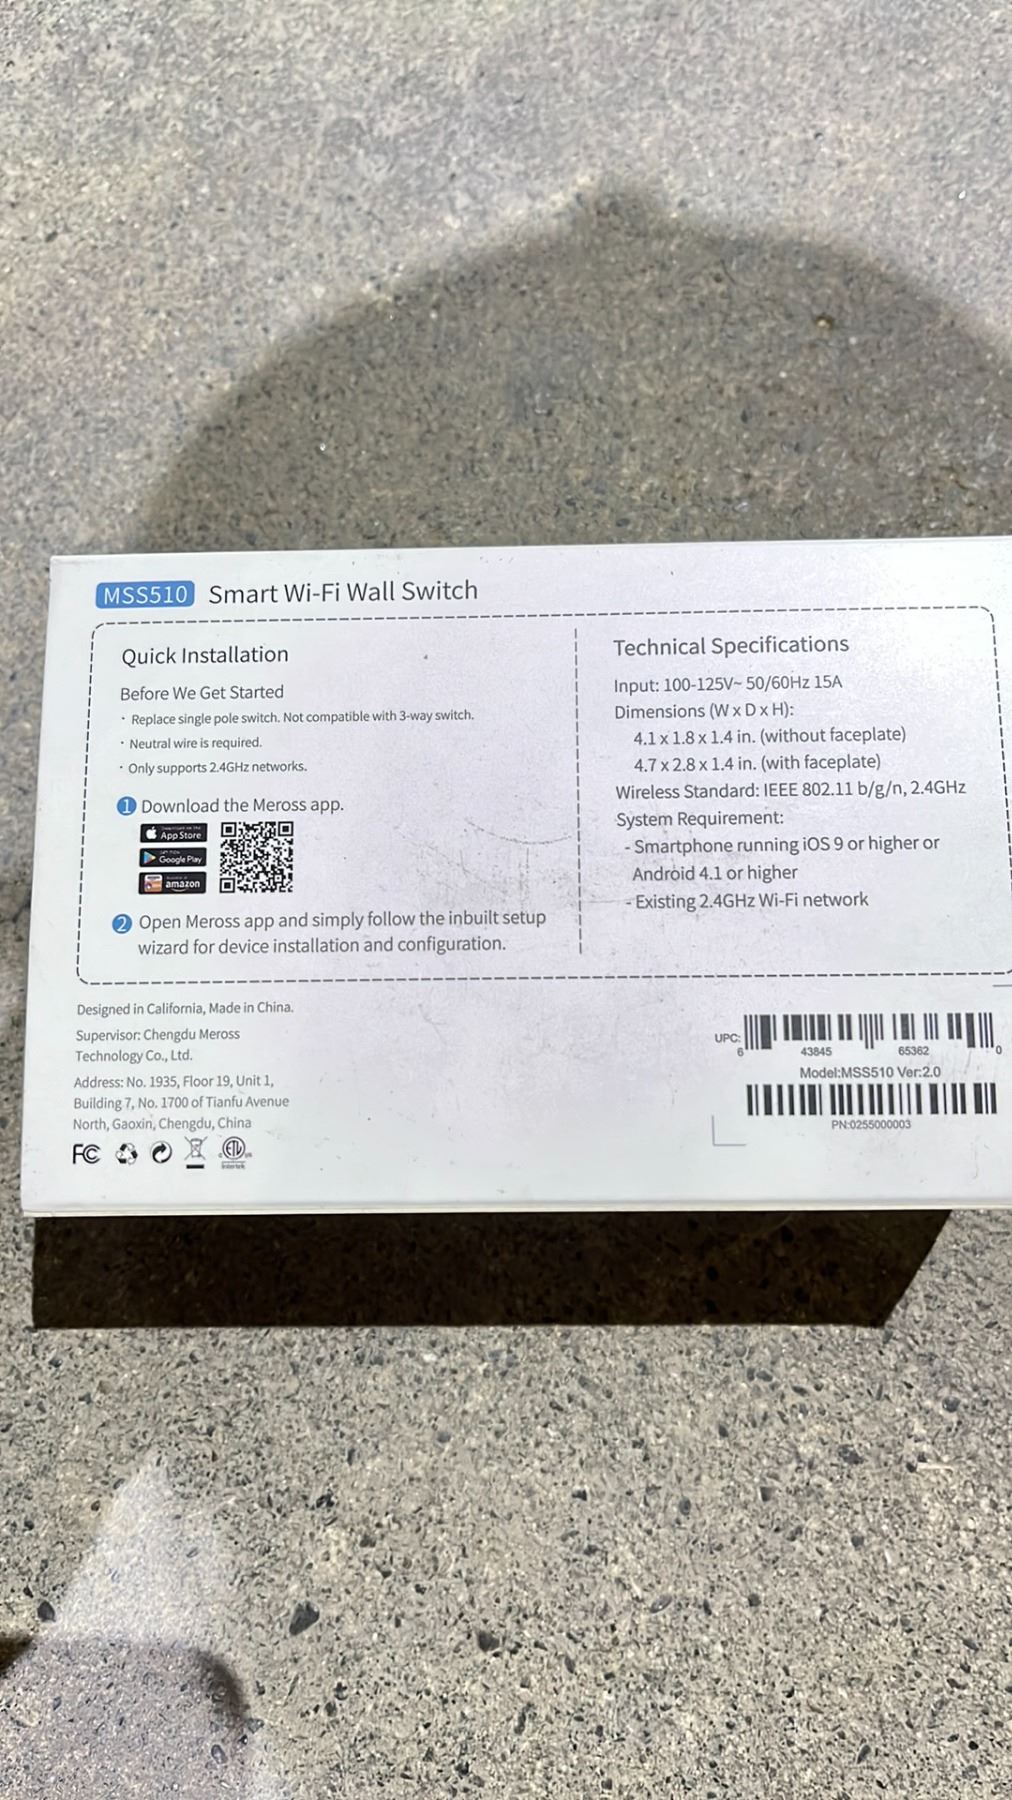 MSS510 Smart Wi-Fi Wall Switch
Quick Installation
Before We Get Started
· Replace single pole switch. Not compatible with 3-way switch.
· Neutral wire is required.
· Only supports 2.4GHz networks.
1 Download the Meross app.
App Store
Google Play
amazon
2 Open Meross app and simply follow the inbuilt setup
wizard for device installation and configuration.
Technical Specifications
Input: 100-125V~ 50/60Hz 15A
Dimensions (W x D x H):
4.1 x 1.8 x 1.4 in. (without faceplate)
4.7 x 2.8 x 1.4 in. (with faceplate)
Wireless Standard: IEEE 802.11 b/g/n, 2.4GHz
System Requirement:
- Smartphone running iOS 9 or higher or
Android 4.1 or higher
- Existing 2.4GHz Wi-Fi network
Designed in California, Made in China.
Supervisor: Chengdu Meross
Technology Co., Ltd.
Address: No. 1935, Floor 19, Unit 1,
Building 7, No. 1700 of Tianfu Avenue
North, Gaoxin, Chengdu, China
FC
ETL
Intertek
UPC:
6 43845 65362 0
Model:MSS510 Ver:2.0
PN:0255000003